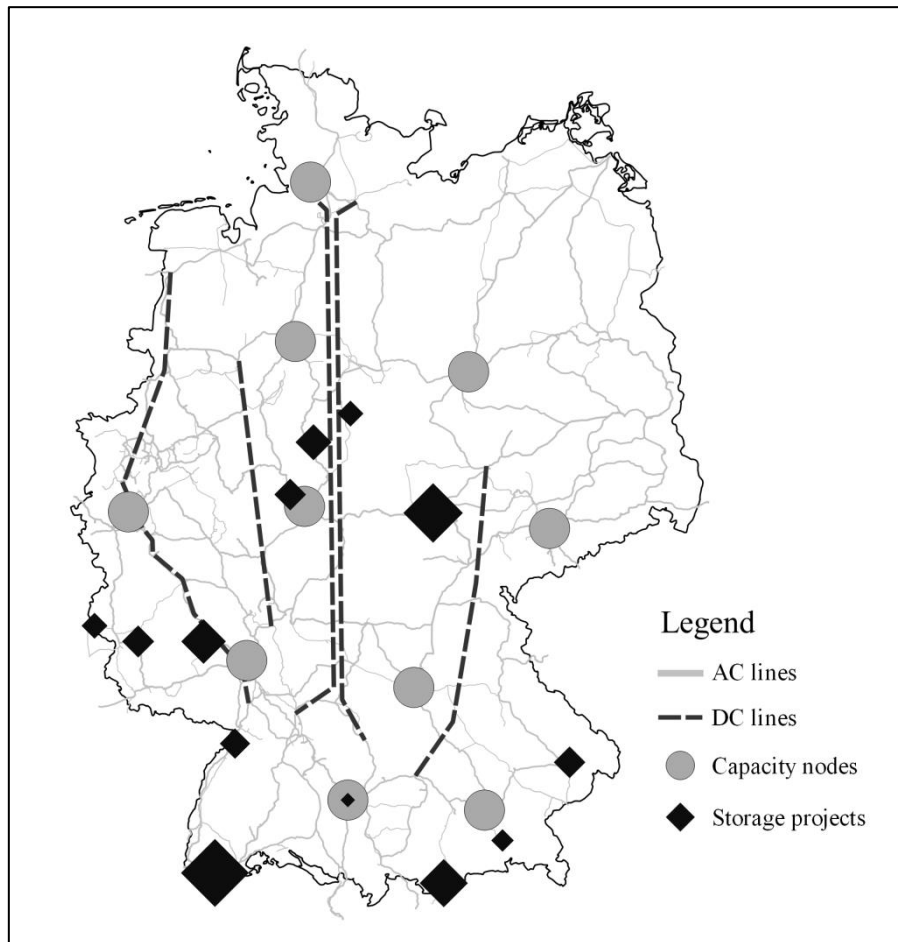 Legend
AC lines
DC lines
Capacity nodes
Storage projects